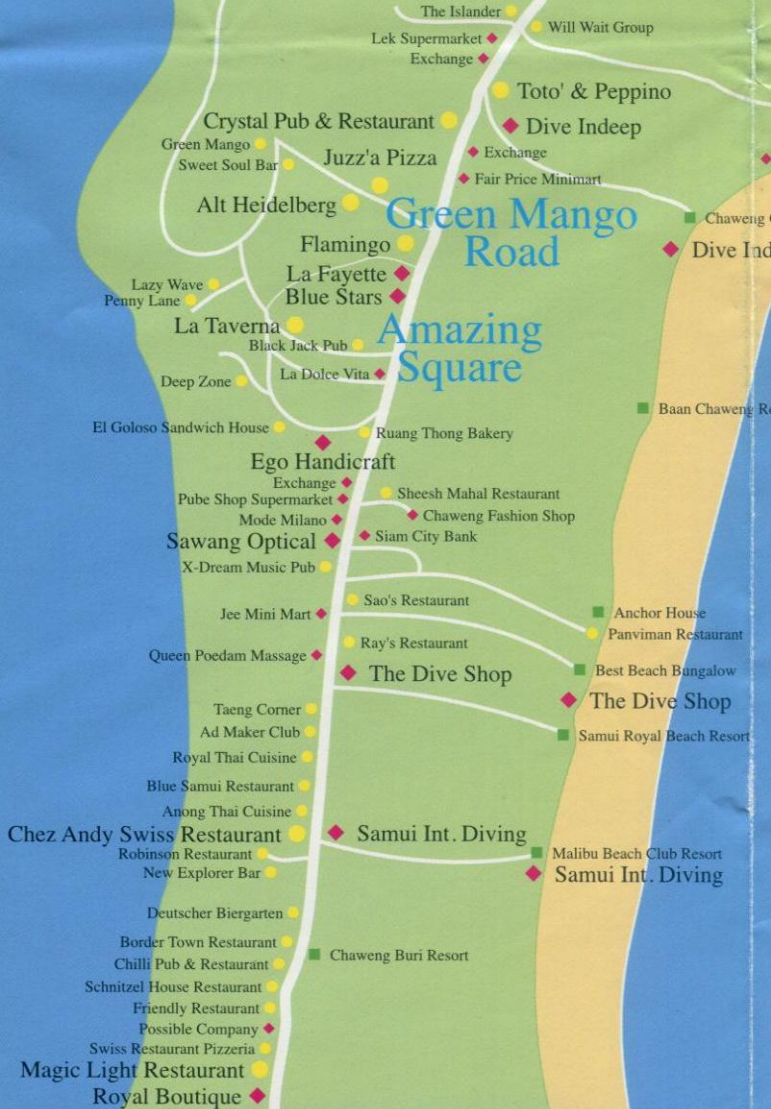 The Islander
Will Wait Group
Lek Supermarket
Exchange
Toto' & Peppino
Crystal Pub & Restaurant
Dive Indeep
Green Mango
Juzz'a Pizza
Exchange
Sweet Soul Bar
Fair Price Minimart
Alt Heidelberg
Green Mango
Road
Chaweng
Flamingo
Dive Ind
La Fayette
Blue Stars
Lazy Wave
Penny Lane
La Taverna
Amazing
Square
Black Jack Pub
La Dolce Vita
Deep Zone
Baan Chaweng Re
El Goloso Sandwich House
Ruang Thong Bakery
Ego Handicraft
Exchange
Pube Shop Supermarket
Sheesh Mahal Restaurant
Mode Milano
Chaweng Fashion Shop
Sawang Optical
Siam City Bank
X-Dream Music Pub
Sao's Restaurant
Jee Mini Mart
Anchor House
Panviman Restaurant
Ray's Restaurant
Queen Poedam Massage
The Dive Shop
Best Beach Bungalow
The Dive Shop
Taeng Corner
Ad Maker Club
Samui Royal Beach Resort
Royal Thai Cuisine
Blue Samui Restaurant
Anong Thai Cuisine
Chez Andy Swiss Restaurant
Samui Int. Diving
Robinson Restaurant
Malibu Beach Club Resort
New Explorer Bar
Samui Int. Diving
Deutscher Biergarten
Border Town Restaurant
Chaweng Buri Resort
Chilli Pub & Restaurant
Schnitzel House Restaurant
Friendly Restaurant
Possible Company
Swiss Restaurant Pizzeria
Magic Light Restaurant
Royal Boutique